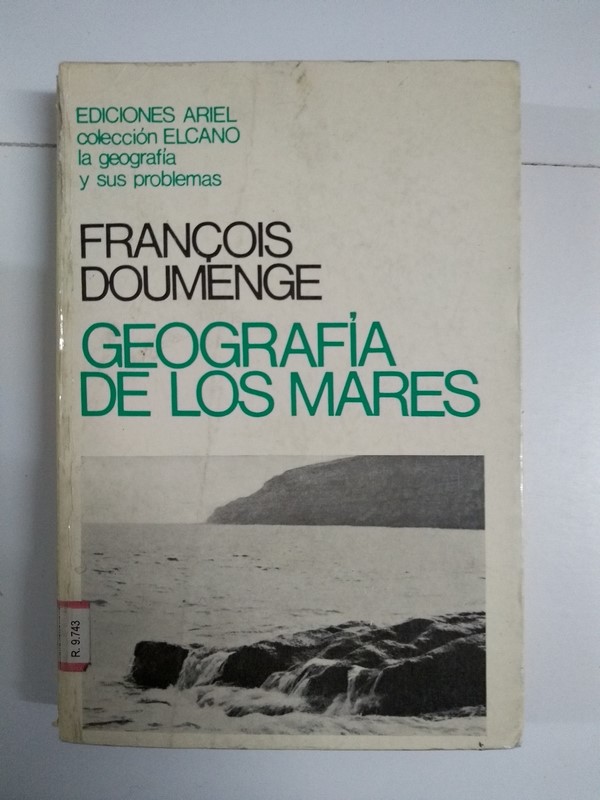 EDICIONES ARIEL
colección ELCANO
la geografía
y sus problemas
FRANÇOIS
DOUMENGE
GEOGRAFÍA
DE LOS MARES
R. 9.743